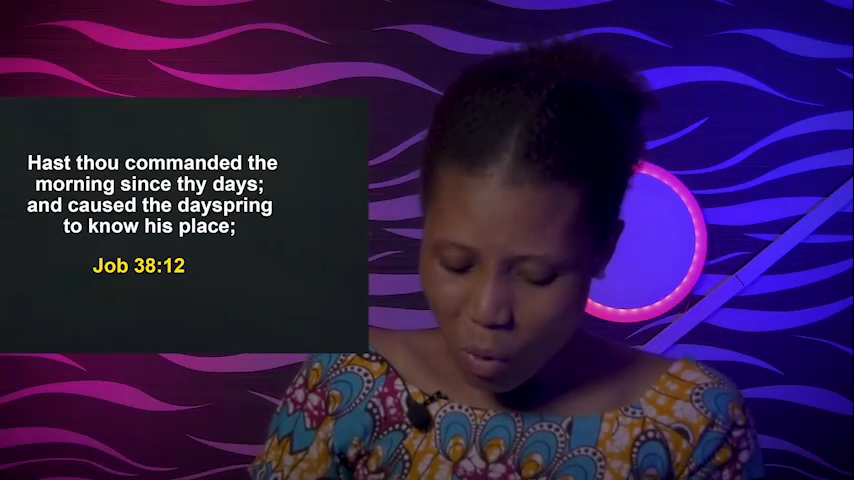 Hast thou commanded the
morning since thy days;
and caused the dayspring
to know his place;
Job 38:12